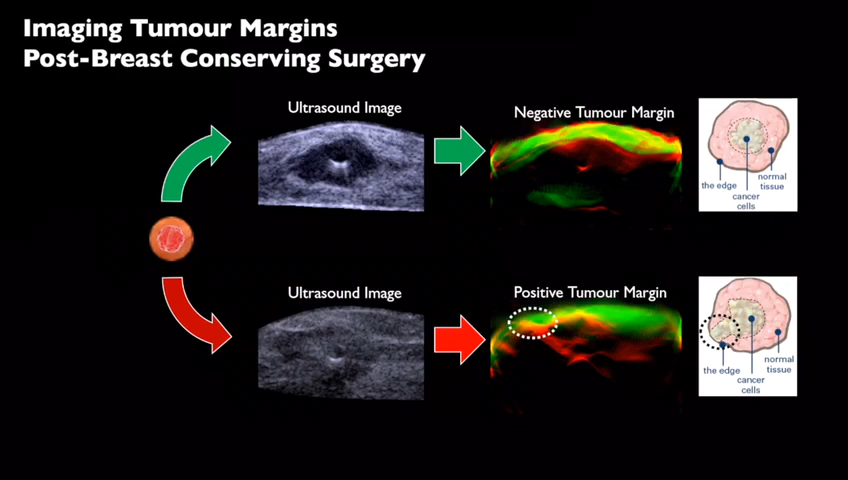 Imaging Tumour Margins
Post-Breast Conserving Surgery
Ultrasound Image
Negative Tumour Margin
the edge
normal
tissue
cancer
cells
Ultrasound Image
Positive Tumour Margin
the edge
normal
tissue
cancer
cells